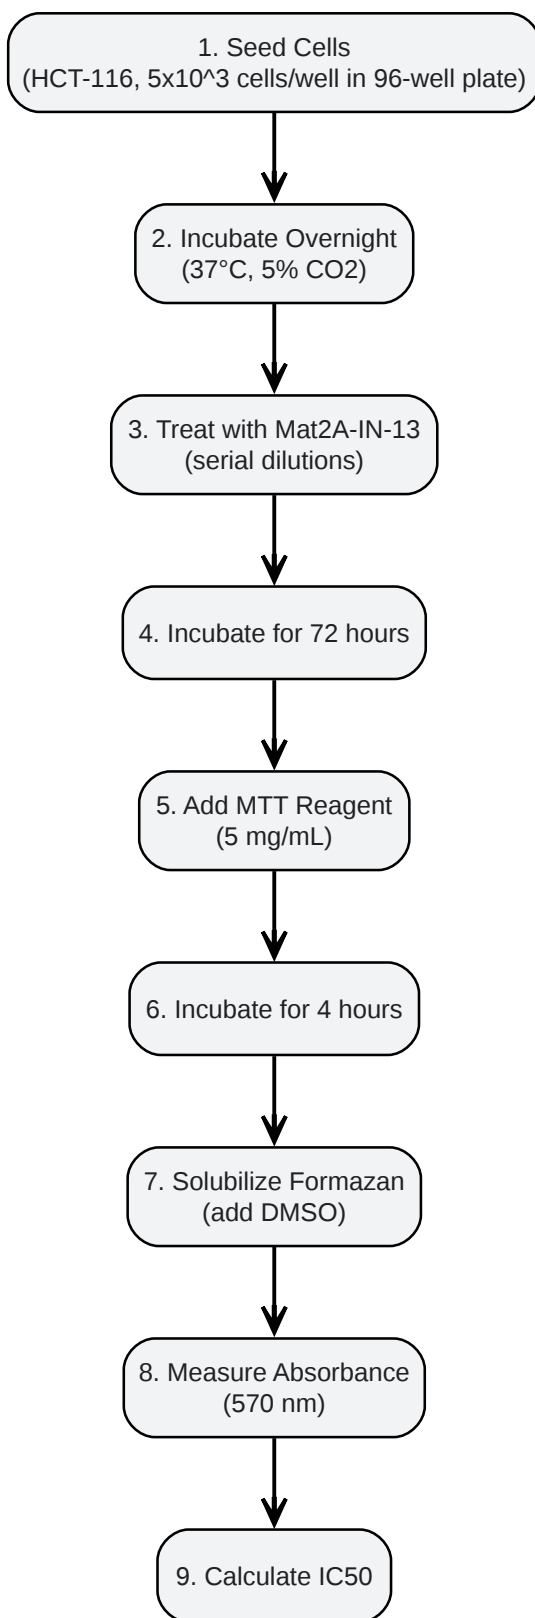 1. Seed Cells
(HCT-116, 5x10^3 cells/well in 96-well plate)
2. Incubate Overnight
(37°C, 5% CO2)
3. Treat with Mat2A-IN-13
(serial dilutions)
4. Incubate for 72 hours
5. Add MTT Reagent
(5 mg/mL)
6. Incubate for 4 hours
7. Solubilize Formazan
(add DMSO)
8. Measure Absorbance
(570 nm)
9. Calculate IC50